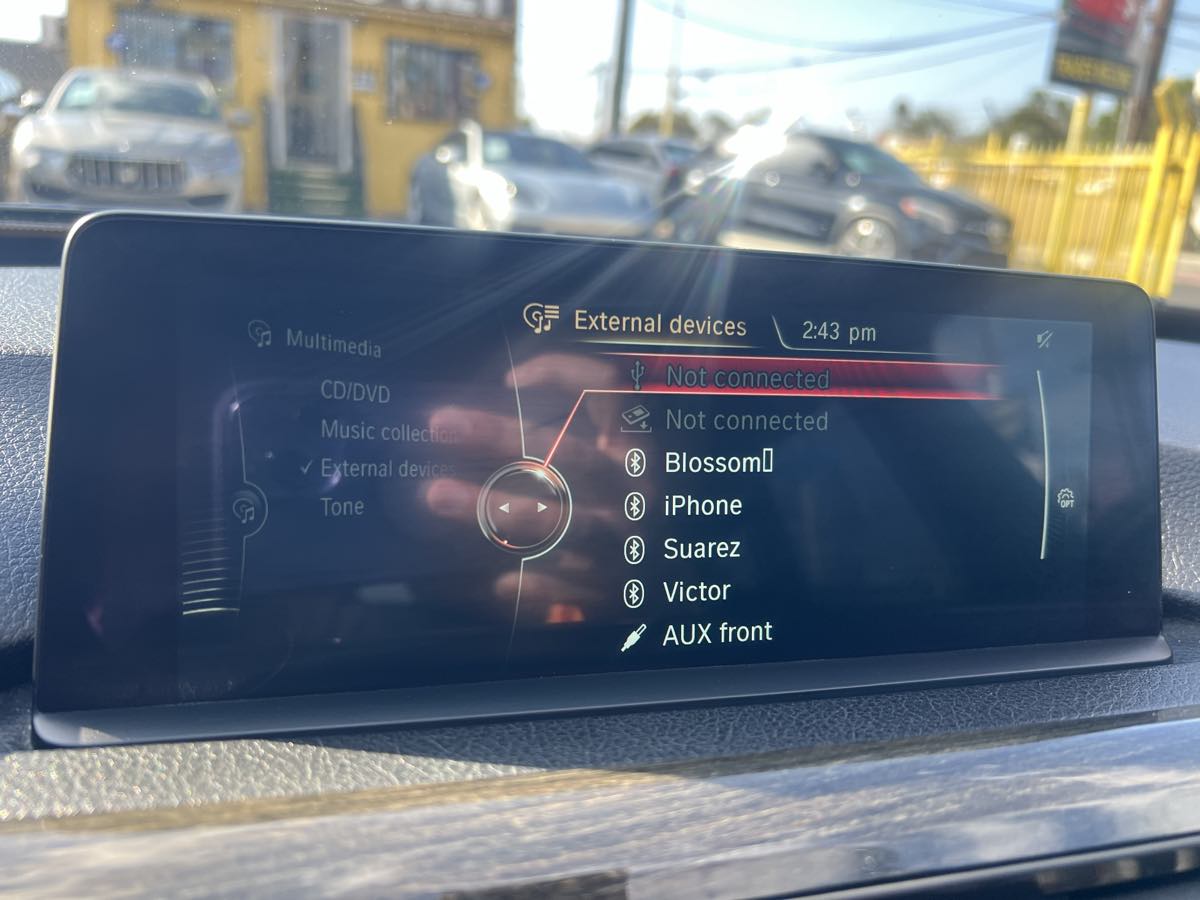 External devices
2:43 pm
Multimedia
CD/DVD
Music collection
External devices
Tone
Not connected
Not connected
Blossom▯
iPhone
Suarez
Victor
AUX front
OPT